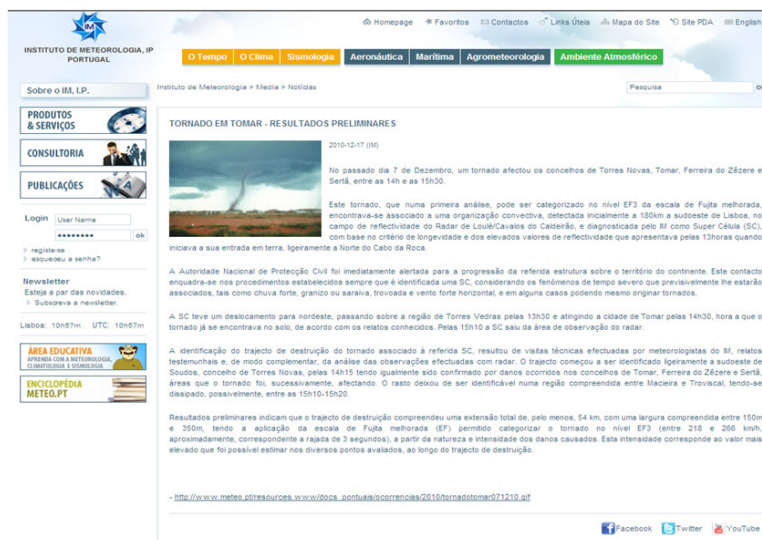 Homepage Favoritos Contactos Links Úteis Mapa do Site Site PDA English
IM
INSTITUTO DE METEOROLOGIA, IP
PORTUGAL
O Tempo O Clima Sismologia Aeronáutica Marítima Agrometeorologia Ambiente Atmosférico
Sobre o IM, I.P.
Instituto de Meteorologia > Media > Notícias
Pesquisa
PRODUTOS
& SERVIÇOS
CONSULTORIA
PUBLICAÇÕES
Login User Name
ok
registe-se
esqueceu a senha?
Newsletter
Esteja a par das novidades.
Subscreva a newsletter.
Lisboa: 10h57m UTC: 10h57m
ÁREA EDUCATIVA
APRENDA COM A METEOROLOGIA,
CLIMATOLOGIA E SISMOLOGIA
ENCICLOPÉDIA
METEO.PT
TORNADO EM TOMAR - RESULTADOS PRELIMINARES
2010-12-17 (IM)
No passado dia 7 de Dezembro, um tornado afectou os concelhos de Torres Novas, Tomar, Ferreira do Zêzere e
Sertã, entre as 14h e as 15h30.
Este tornado, que numa primeira análise, pode ser categorizado no nível EF3 da escala de Fujita melhorada,
encontrava-se associado a uma organização convectiva, detectada inicialmente a 180km a sudoeste de Lisboa, no
campo de reflectividade do Radar de Loulé/Cavalos do Caldeirão, e diagnosticada pelo IM como Super Célula (SC),
com base no critério de longevidade e dos elevados valores de reflectividade que apresentava pelas 13horas quando
iniciava a sua entrada em terra, ligeiramente a Norte do Cabo da Roca.
A Autoridade Nacional de Protecção Civil foi imediatamente alertada para a progressão da referida estrutura sobre o território do continente. Este contacto
enquadra-se nos procedimentos estabelecidos sempre que é identificada uma SC, considerando os fenómenos de tempo severo que previsivelmente lhe estarão
associados, tais como chuva forte, granizo ou saraiva, trovoada e vento forte horizontal, e em alguns casos podendo mesmo originar tornados.
A SC teve um deslocamento para nordeste, passando sobre a região de Torres Vedras pelas 13h30 e atingindo a cidade de Tomar pelas 14h30, hora a que o
tornado já se encontrava no solo, de acordo com os relatos conhecidos. Pelas 15h10 a SC saiu da área de observação do radar.
A identificação do trajecto de destruição do tornado associado à referida SC, resultou de visitas técnicas efectuadas por meteorologistas do IM, relatos
testemunhais e, de modo complementar, da análise das observações efectuadas com radar. O trajecto começou a ser identificado ligeiramente a sudoeste de
Soudos, concelho de Torres Novas, pelas 14h15 tendo igualmente sido confirmado por danos ocorridos nos concelhos de Tomar, Ferreira do Zêzere e Sertã,
áreas que o tornado foi, sucessivamente, afectando. O rasto deixou de ser identificável numa região compreendida entre Macieira e Troviscal, tendo-se
dissipado, possivelmente, entre as 15h10-15h20.
Resultados preliminares indicam que o trajecto de destruição compreendeu uma extensão total de, pelo menos, 54 km, com uma largura compreendida entre 150m
e 350m, tendo a aplicação da escala de Fujita melhorada (EF) permitido categorizar o tornado no nível EF3 (entre 218 e 266 km/h,
aproximadamente, correspondente a rajada de 3 segundos), a partir da natureza e intensidade dos danos causados. Esta intensidade corresponde ao valor mais
elevado que foi possível estimar nos diversos pontos avaliados, ao longo do trajecto de destruição.
- http://www.meteo.pt/resources.www/docs_pontuais/ocorrencias/2010/tornadotomar071210.gif
Facebook Twitter YouTube